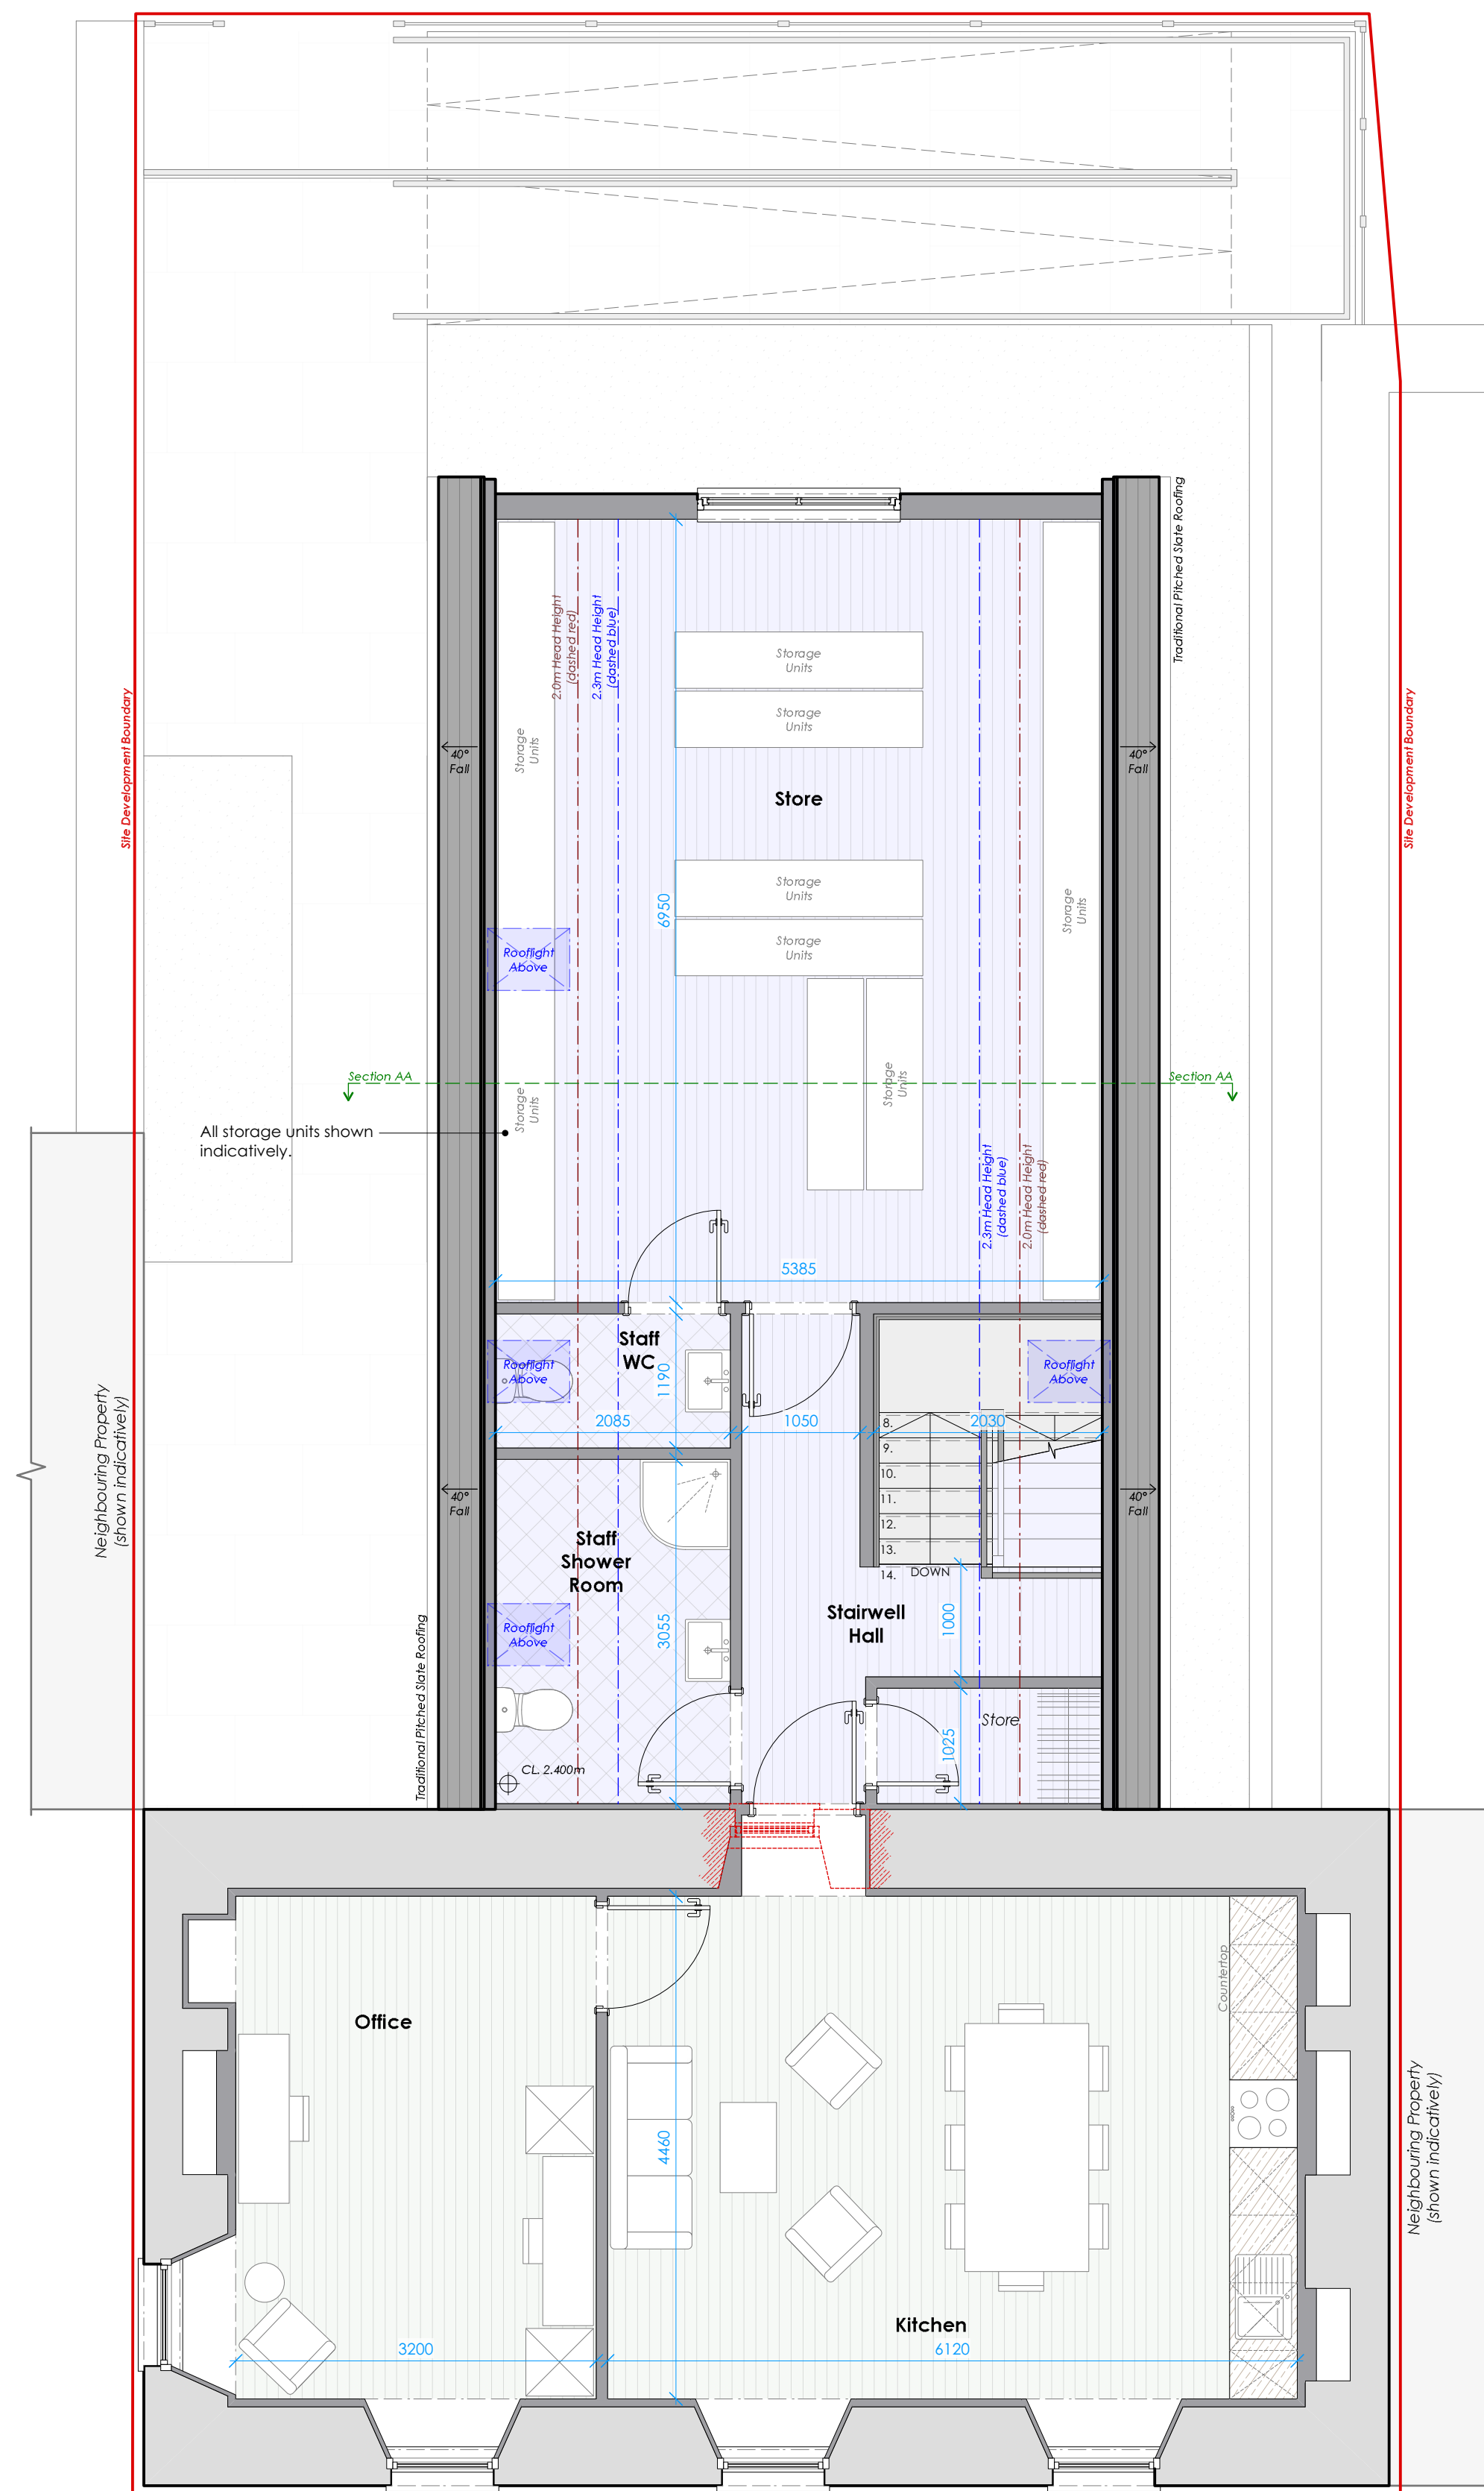 Traditional Pitched Slate Roofing
2.0m Head Height
(dashed red)
2.3m Head Height
(dashed blue)
Storage
Units
Storage
Units
Site Development Boundary
Site Development Boundary
Storage
Units
40°
Fall
40°
Fall
Store
Storage
Units
6950
Storage
Units
Storage
Units
Rooflight
Above
Section AA
Section AA
Storage
Units
Storage
Units
All storage units shown
indicatively.
2.3m Head Height
(dashed blue)
2.0m Head Height
(dashed red)
5385
Staff
WC
1190
Rooflight
Above
Rooflight
Above
2085
1050
2030
8.
9.
10.
11.
12.
13.
14.
DOWN
Neighbouring Property
(shown indicatively)
40°
Fall
40°
Fall
Staff
Shower
Room
Stairwell
Hall
1000
Rooflight
Above
3055
Traditional Pitched Slate Roofing
Store
1025
CL. 2.400m
Office
Countertop
4460
Neighbouring Property
(shown indicatively)
Kitchen
3200
6120